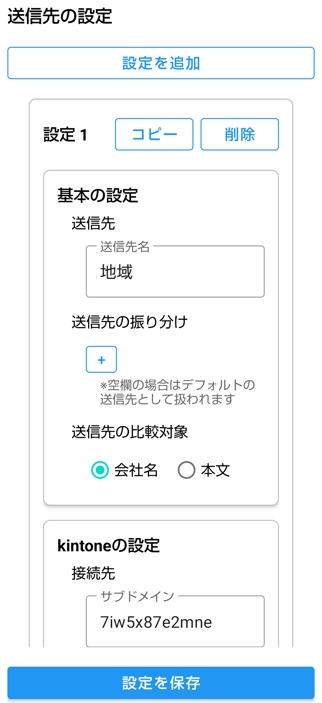 送信先の設定
設定を追加
設定 1
コピー
削除
基本の設定
送信先
送信先名
地域
送信先の振り分け
+
※空欄の場合はデフォルトの
送信先として扱われます
送信先の比較対象
会社名
本文
kintoneの設定
接続先
サブドメイン
7iw5x87e2mne
設定を保存